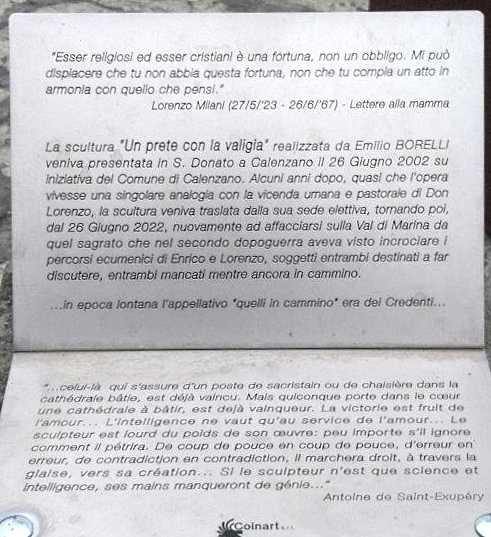 "Esser religiosi ed esser cristiani è una fortuna, non un obbligo. Mi può
dispiacere che tu non abbia questa fortuna, non che tu compia un atto in
armonia con quello che pensi."
Lorenzo Milani (27/5/'23 - 26/6/'67) - Lettere alla mamma
La scultura "Un prete con la valigia" realizzata da Emilio BORELLI
veniva presentata in S. Donato a Calenzano il 26 Giugno 2002 su
iniziativa del Comune di Calenzano. Alcuni anni dopo, quasi che l'opera
vivesse una singolare analogia con la vicenda umana e pastorale di Don
Lorenzo, la scultura veniva traslata dalla sua sede elettiva, tornando poi,
dal 26 Giugno 2022, nuovamente ad affacciarsi sulla Val di Marina da
quel sagrato che nel secondo dopoguerra aveva visto incrociare i
percorsi ecumenici di Enrico e Lorenzo, soggetti entrambi destinati a far
discutere, entrambi mancati mentre ancora in cammino.
...in epoca lontana l'appellativo "quelli in cammino" era dei Credenti...
"...celui-là qui s'assure d'un poste de sacristain ou de chaisière dans la
cathédrale bâtie, est déjà vaincu. Mais quiconque porte dans le cœur
une cathédrale à bâtir, est dejà vainqueur. La victorie est fruit de
l'amour... L'intelligence ne vaut qu'au service de l'amour... Le
sculpteur est lourd du poids de son œuvre: peu importe s'il ignore
comment il pétrira. De coup de pouce en coup de pouce, d'erreur en
erreur, de contradiction en contradiction, il marchera droit, à travers la
glaise, vers sa création... Si le sculpteur n'est que science et
intelligence, ses mains manqueront de génie..."
Antoine de Saint-Exupéry
Coinart s.r.l.